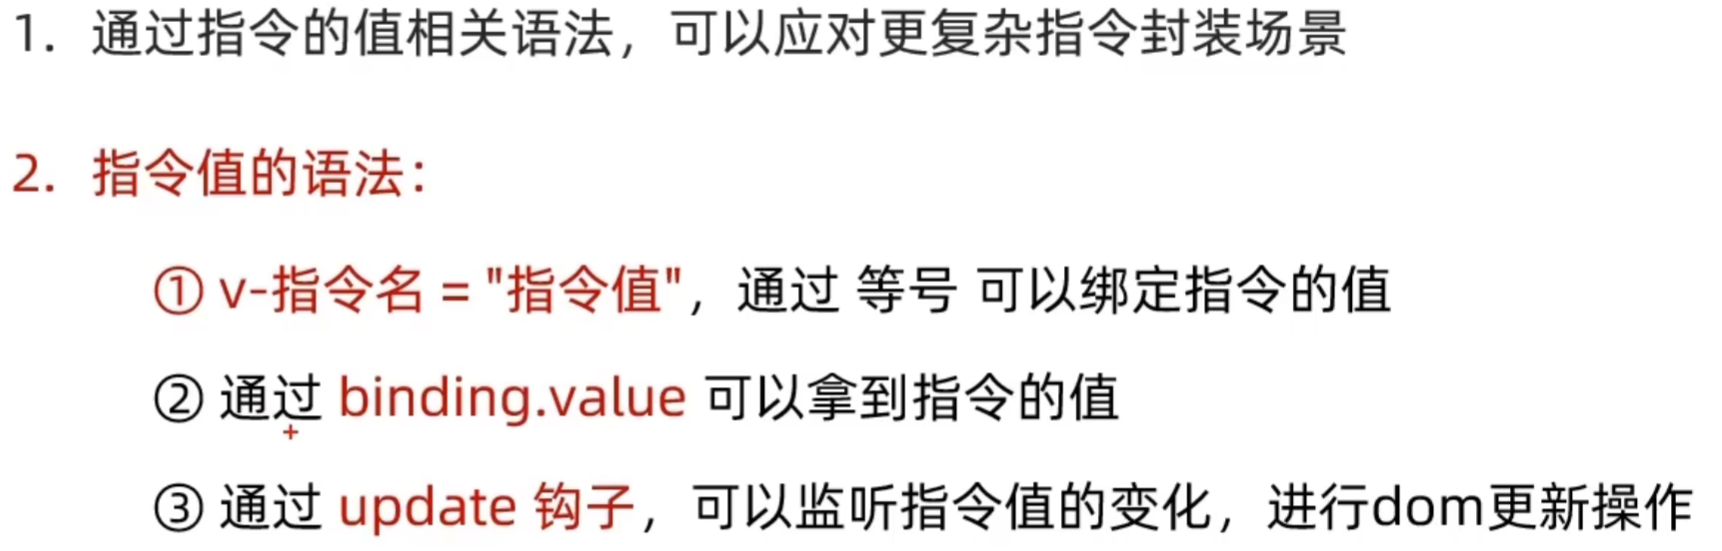 1. 通过指令的值相关语法，可以应对更复杂指令封装场景
2. 指令值的语法：
① v-指令名 = "指令值"，通过 等号 可以绑定指令的值
② 通过 binding.value 可以拿到指令的值
③ 通过 update 钩子，可以监听指令值的变化，进行dom更新操作